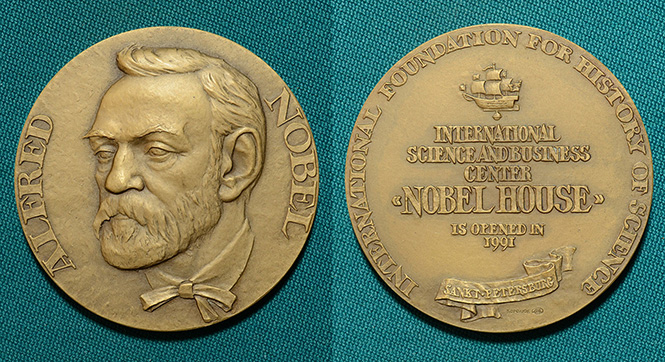 ALFRED NOBEL
INTERNATIONAL FOUNDATION FOR HISTORY OF SCIENCE
INTERNATIONAL
SCIENCE AND BUSINESS
CENTER
«NOBEL HOUSE»
IS OPENED IN
1991
SANKT-PETERSBURG